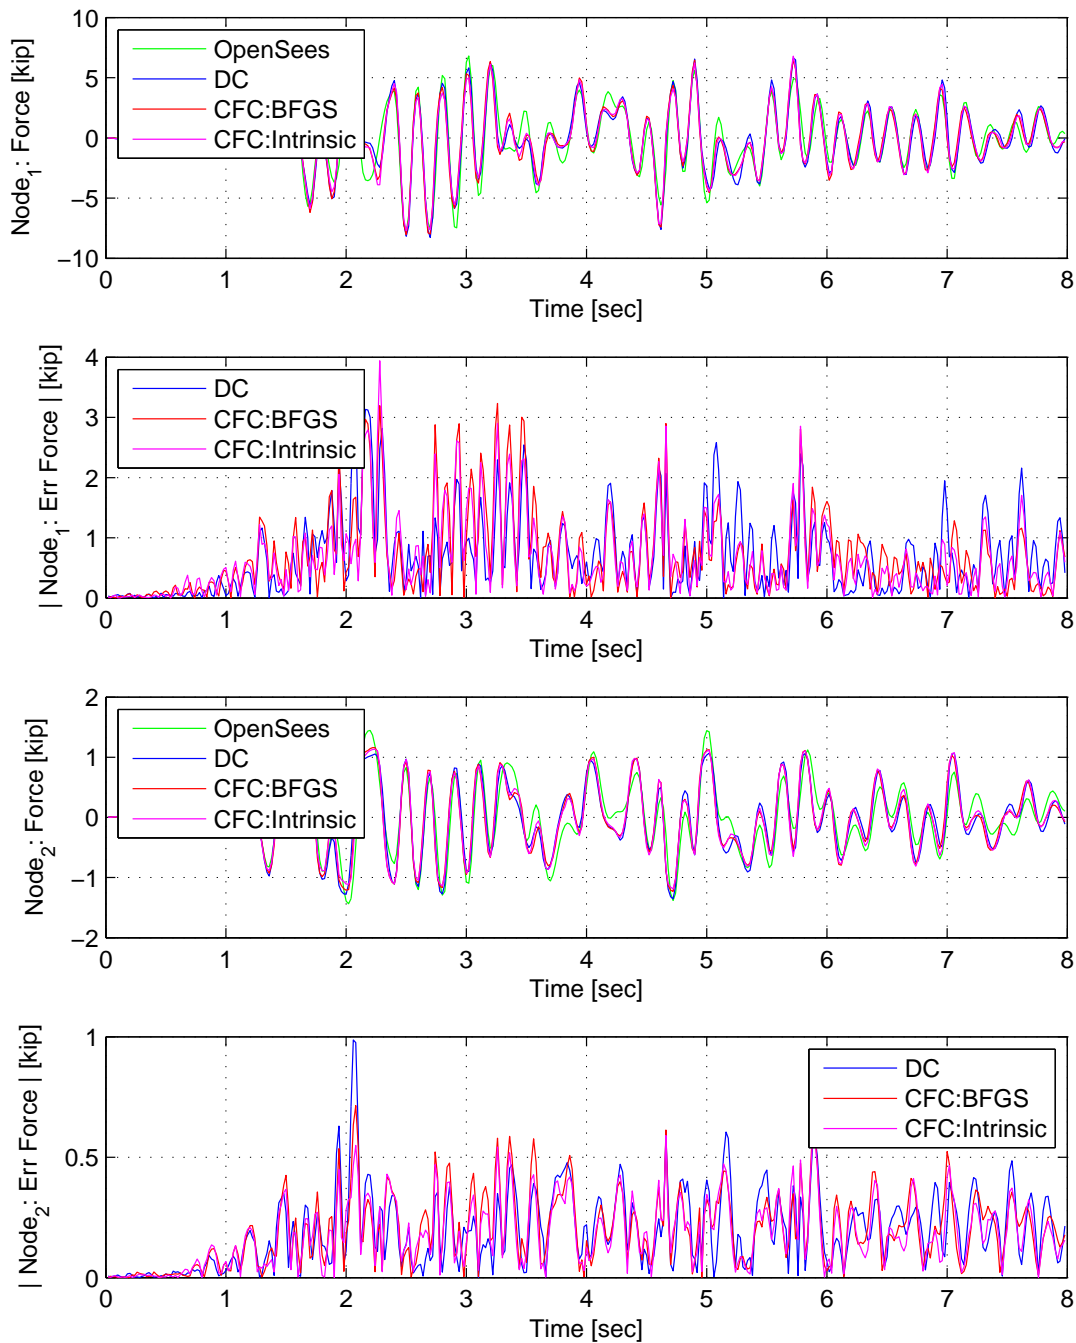 Node1: Force [kip]
10
5
0
−5
−10
OpenSees
DC
CFC:BFGS
CFC:Intrinsic
0 1 2 3 4 5 6 7 8
Time [sec]
| Node1: Err Force | [kip]
4
3
2
1
0
DC
CFC:BFGS
CFC:Intrinsic
0 1 2 3 4 5 6 7 8
Time [sec]
Node2: Force [kip]
2
1
0
−1
−2
OpenSees
DC
CFC:BFGS
CFC:Intrinsic
0 1 2 3 4 5 6 7 8
Time [sec]
| Node2: Err Force | [kip]
1
0.5
0
DC
CFC:BFGS
CFC:Intrinsic
0 1 2 3 4 5 6 7 8
Time [sec]